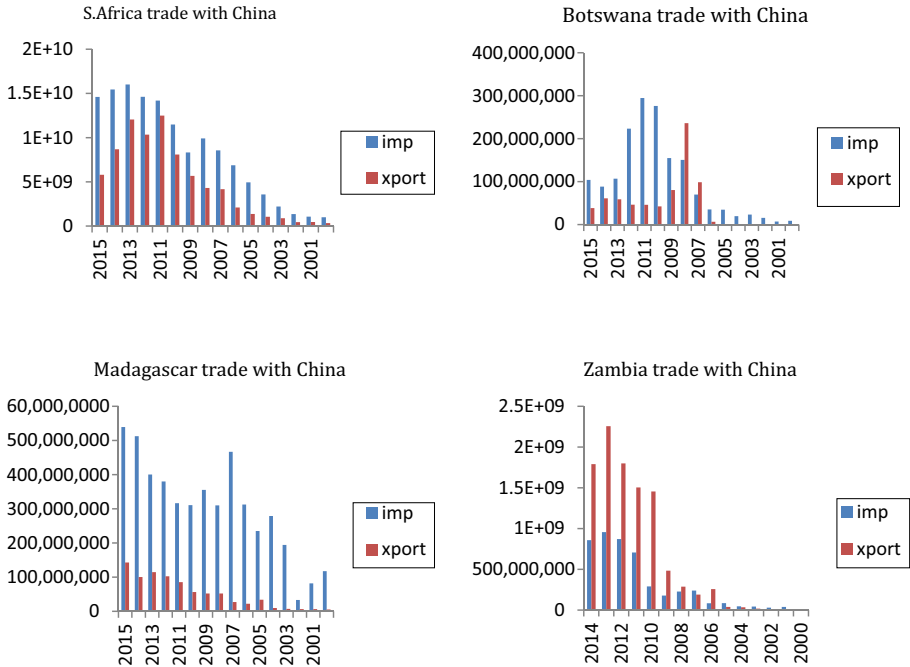 S.Africa trade with China
2E+10
1.5E+10
1E+10
5E+09
0
2015
2013
2011
2009
2007
2005
2003
2001
imp
xport
Botswana trade with China
400,000,000
300,000,000
200,000,000
100,000,000
0
2015
2013
2011
2009
2007
2005
2003
2001
imp
xport
Madagascar trade with China
60,000,0000
500,000,000
400,000,000
300,000,000
200,000,000
100,000,000
0
2015
2013
2011
2009
2007
2005
2003
2001
imp
xport
Zambia trade with China
2.5E+09
2E+09
1.5E+09
1E+09
500,000,000
0
2014
2012
2010
2008
2006
2004
2002
2000
imp
xport